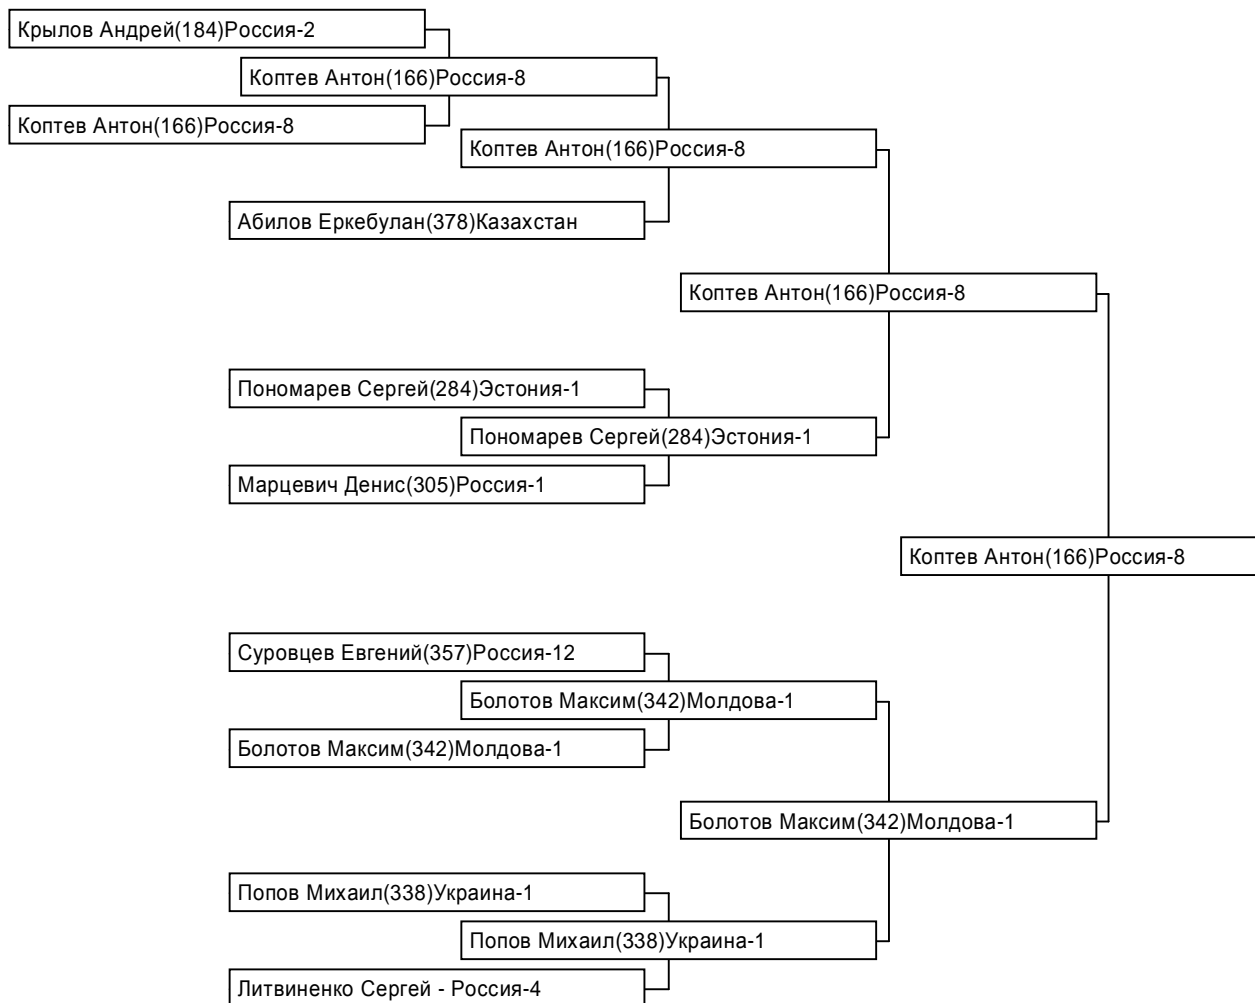 Крылов Андрей(184)Россия-2
Коптев Антон(166)Россия-8
Коптев Антон(166)Россия-8
Коптев Антон(166)Россия-8
Абилов Еркебулан(378)Казахстан
Коптев Антон(166)Россия-8
Пономарев Сергей(284)Эстония-1
Пономарев Сергей(284)Эстония-1
Марцевич Денис(305)Россия-1
Коптев Антон(166)Россия-8
Суровцев Евгений(357)Россия-12
Болотов Максим(342)Молдова-1
Болотов Максим(342)Молдова-1
Болотов Максим(342)Молдова-1
Попов Михаил(338)Украина-1
Попов Михаил(338)Украина-1
Литвиненко Сергей - Россия-4